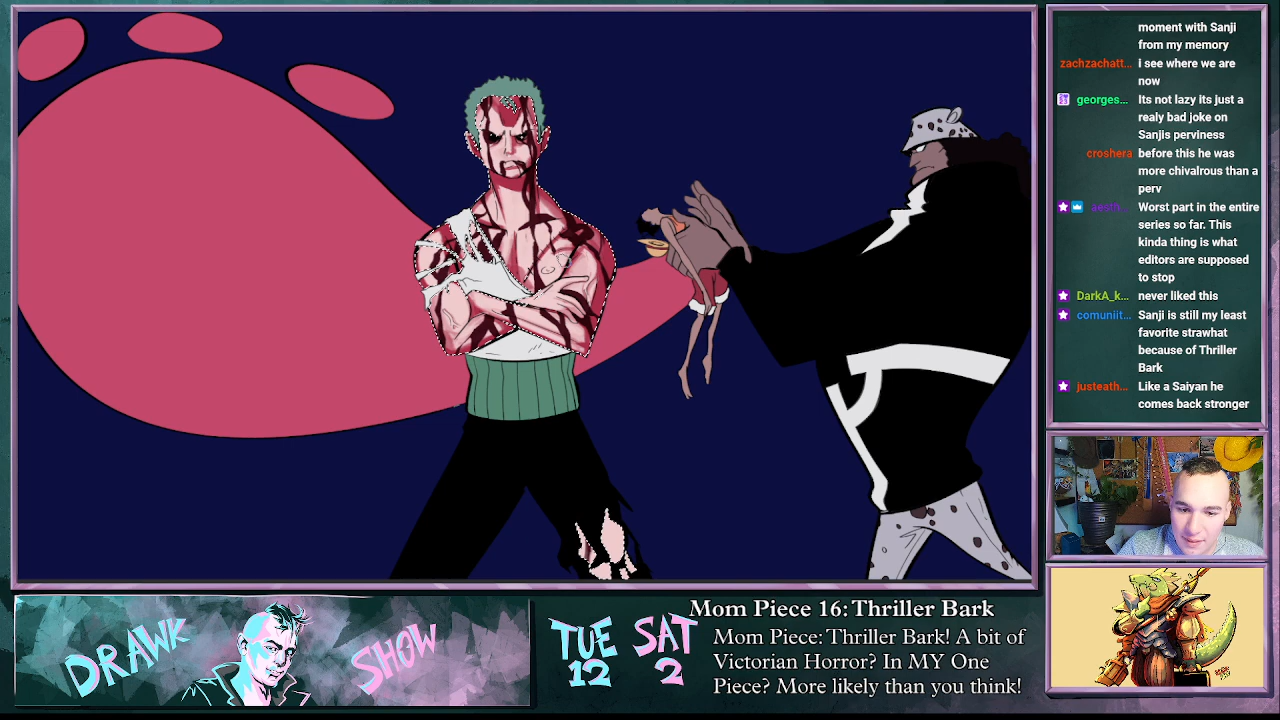 moment with Sanji
from my memory
zachzachatt... i see where we are
now
georges... Its not lazy its just a
realy bad joke on
Sanjis perviness
croshera before this he was
more chivalrous than a
perv
aesth... Worst part in the entire
series so far. This
kinda thing is what
editors are supposed
to stop
DarkA_k... never liked this
comuniit... Sanji is still my least
favorite strawhat
because of Thriller
Bark
justeath... Like a Saiyan he
comes back stronger
DRAWK
SHOW
TUE SAT
12 2
Mom Piece 16: Thriller Bark
Mom Piece: Thriller Bark! A bit of
Victorian Horror? In MY One
Piece? More likely than you think!